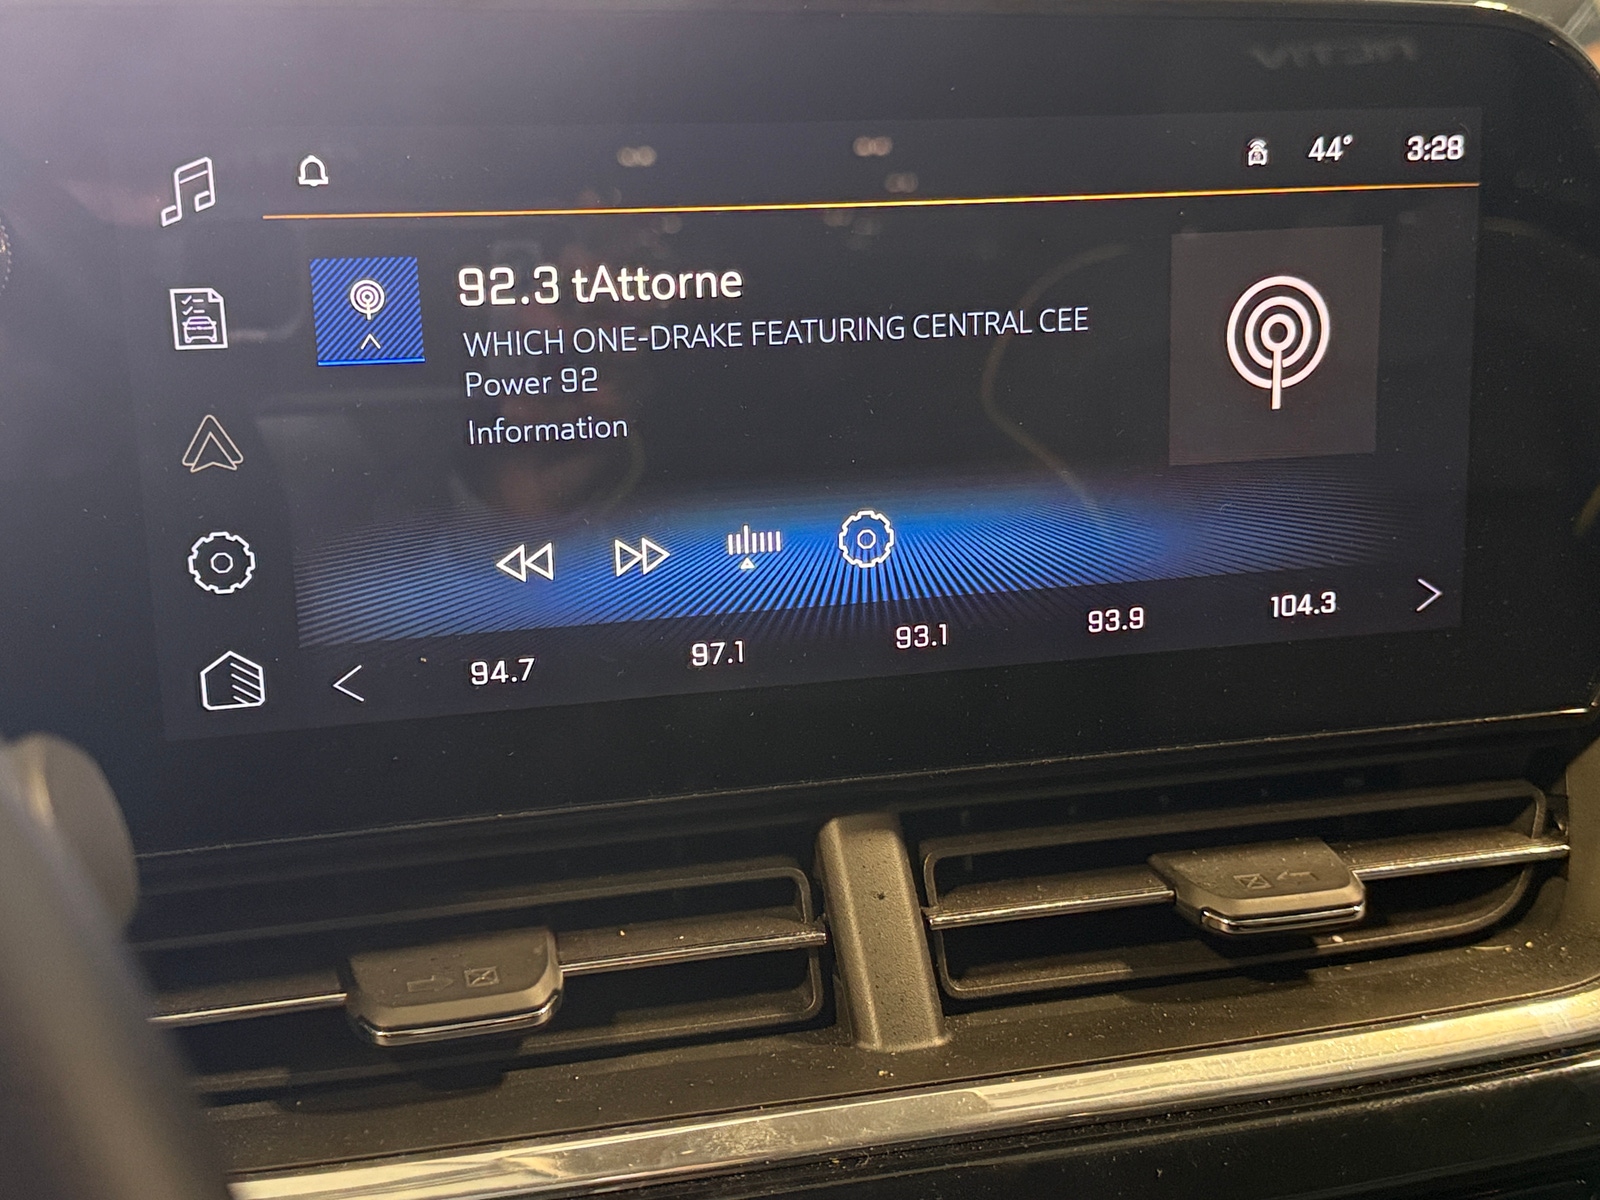 44° 3:28
92.3 tAttorne
WHICH ONE-DRAKE FEATURING CENTRAL CEE
Power 92
Information
94.7 97.1 93.1 93.9 104.3